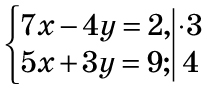 7x − 4y = 2,| ·3
5x + 3y = 9;| 4